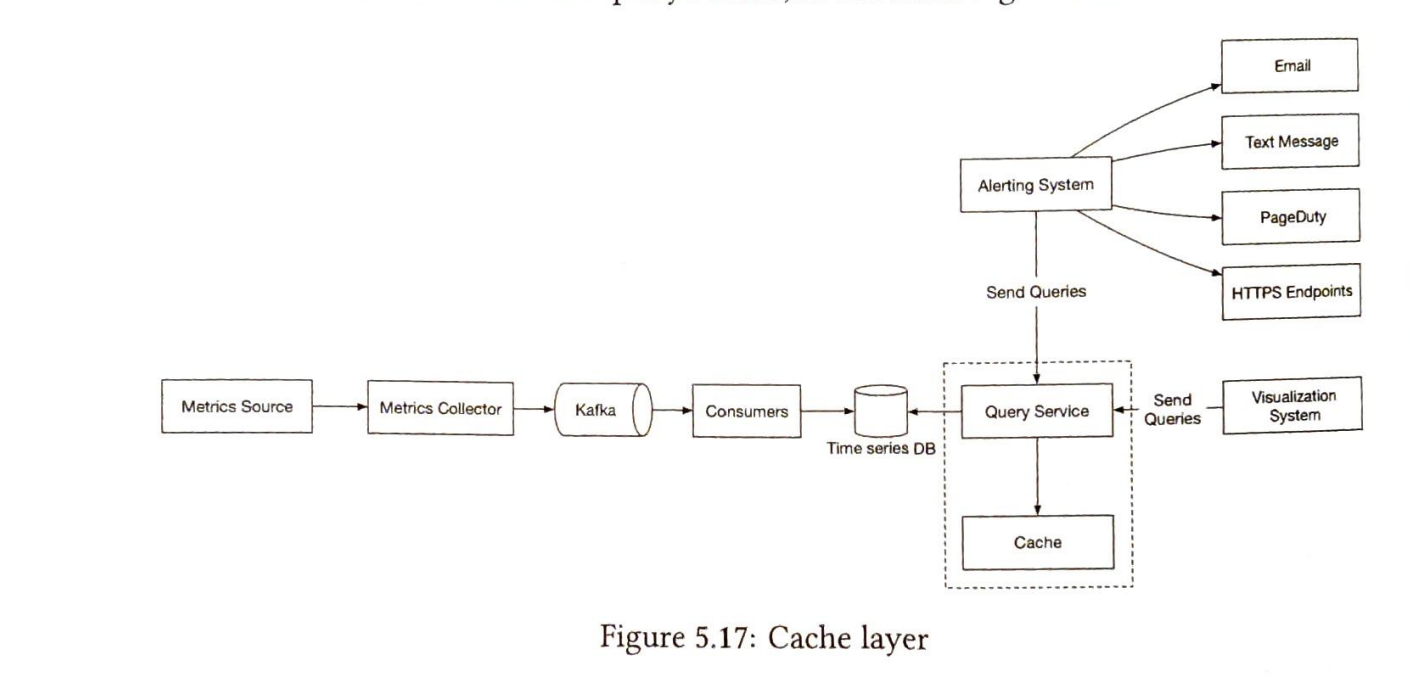 Email
Text Message
Alerting System
PageDuty
Send Queries
HTTPS Endpoints
Metrics Source
Metrics Collector
Kafka
Consumers
Time series DB
Query Service
Send
Queries
Visualization
System
Cache
Figure 5.17: Cache layer